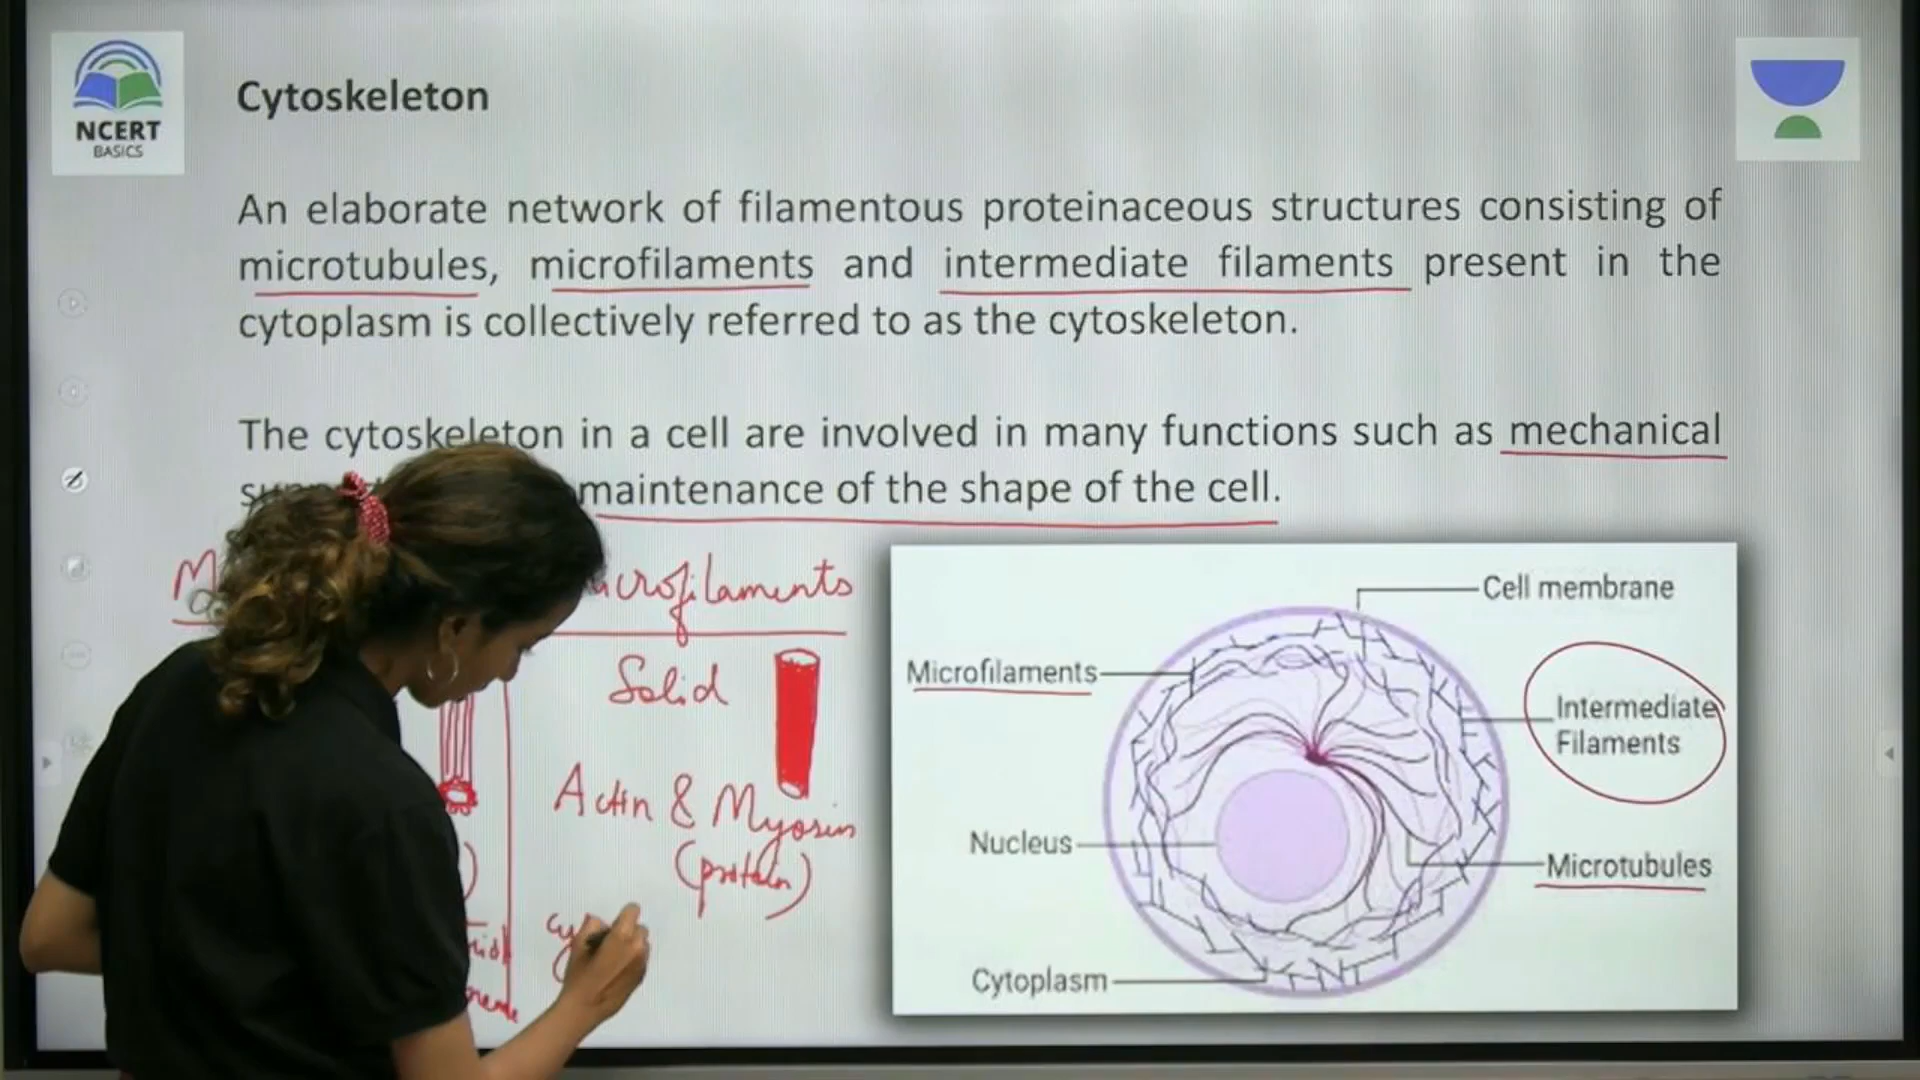 NCERT
BASICS
Cytoskeleton
An elaborate network of filamentous proteinaceous structures consisting of
microtubules, microfilaments and intermediate filaments present in the
cytoplasm is collectively referred to as the cytoskeleton.
The cytoskeleton in a cell are involved in many functions such as mechanical
maintenance of the shape of the cell.
crofilaments
Solid
Actin & Myosin
(protein)
Cell membrane
Microfilaments
Intermediate
Filaments
Nucleus
Microtubules
Cytoplasm